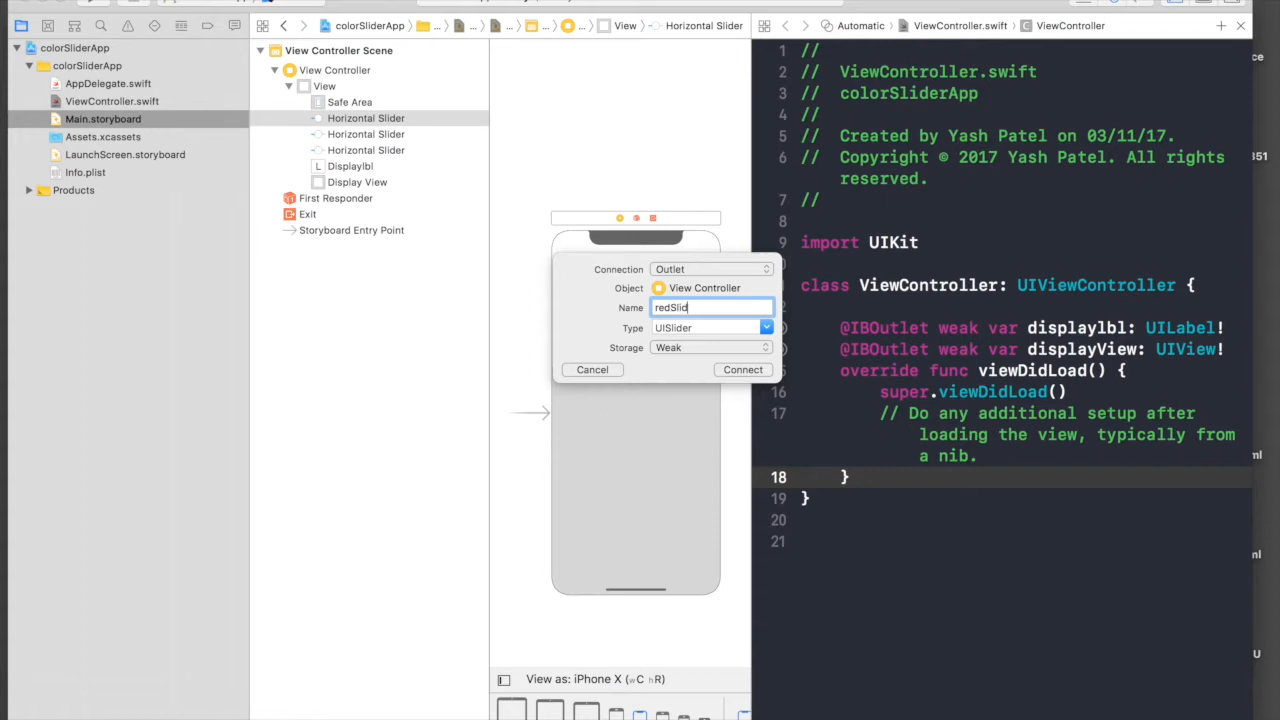 colorSliderApp
...
...
...
...
...
View
Horizontal Slider
Automatic
ViewController.swift
ViewController
colorSliderApp
colorSliderApp
AppDelegate.swift
ViewController.swift
Main.storyboard
Assets.xcassets
LaunchScreen.storyboard
Info.plist
Products
View Controller Scene
View Controller
View
Safe Area
Horizontal Slider
Horizontal Slider
Horizontal Slider
L Displaylbl
Display View
First Responder
Exit
Storyboard Entry Point
Connection Outlet
Object View Controller
Name redSlid
Type UISlider
Storage Weak
Cancel Connect
View as: iPhone X (wC hR)
1 //
2 // ViewController.swift
3 // colorSliderApp
4 //
5 // Created by Yash Patel on 03/11/17.
6 // Copyright © 2017 Yash Patel. All rights
reserved.
7 //
8
9 import UIKit
class ViewController: UIViewController {
@IBOutlet weak var displaylbl: UILabel!
@IBOutlet weak var displayView: UIView!
override func viewDidLoad() {
16 super.viewDidLoad()
17 // Do any additional setup after
loading the view, typically from
a nib.
18 }
19 }
20
21